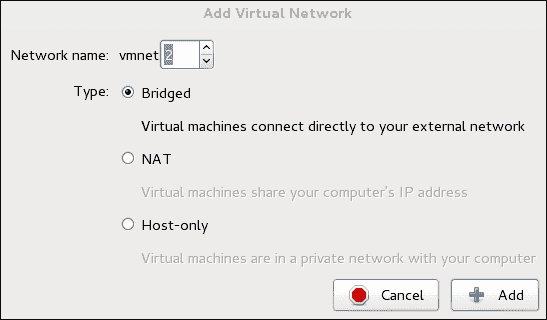 Add Virtual Network
Network name: vmnet 2
Type: Bridged
Virtual machines connect directly to your external network
NAT
Virtual machines share your computer's IP address
Host-only
Virtual machines are in a private network with your computer
Cancel Add